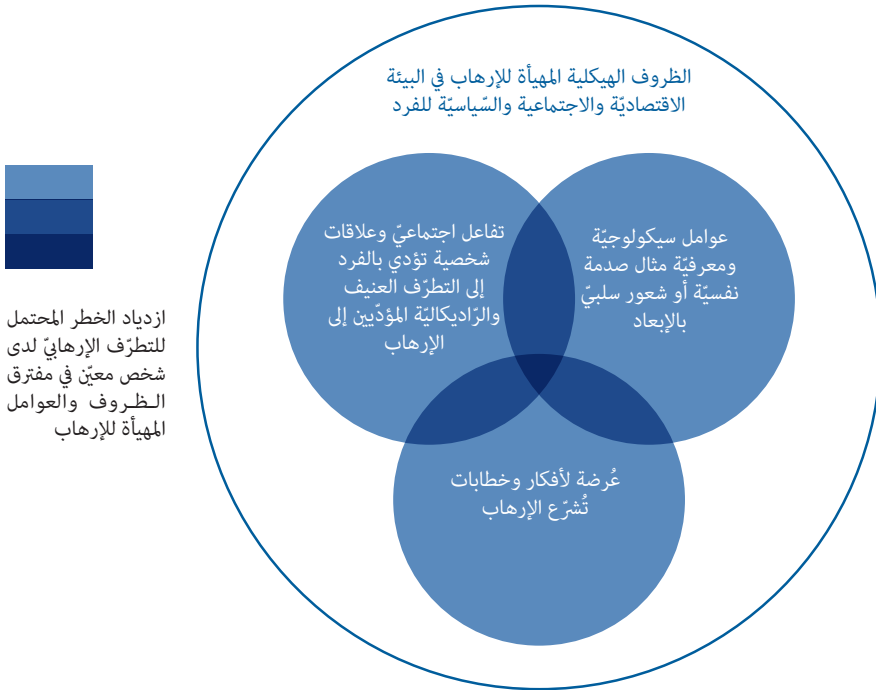 الظروف الهيكلية المهيأة للإرهاب في البيئة
الاقتصاديّة والاجتماعية والسّياسيّة للفرد
عوامل سيكولوجيّة
ومعرفيّة مثال صدمة
نفسيّة أو شعور سلبيّ
بالإبعاد
تفاعل اجتماعيّ وعلاقات
شخصية تؤدي بالفرد
إلى التطرّف العنيف
والرّاديكاليّة المؤدّيين إلى
الإرهاب
عُرضة لأفكار وخطابات
تُشرّع الإرهاب
ازدياد الخطر المحتمل
للتطرّف الإرهابيّ لدى
شخص معيّن في مفترق
الـظـروف والعوامل
المهيأة للإرهاب